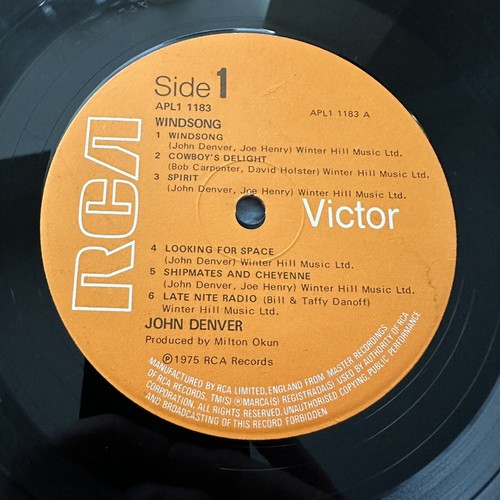 Side 1
APL1 1183
APL1 1183 A
WINDSONG
1 WINDSONG
(John Denver, Joe Henry) Winter Hill Music Ltd.
2 COWBOY'S DELIGHT
(Bob Carpenter, David Holster) Winter Hill Music Ltd.
3 SPIRIT
(John Denver, Joe Henry) Winter Hill Music Ltd.
RCA
Victor
4 LOOKING FOR SPACE
(John Denver) Winter Hill Music Ltd.
5 SHIPMATES AND CHEYENNE
(John Denver, Joe Henry) Winter Hill Music Ltd.
6 LATE NITE RADIO (Bill & Taffy Danoff)
Winter Hill Music Ltd.
JOHN DENVER
Produced by Milton Okun
Ⓟ1975 RCA Records
MANUFACTURED BY RCA LIMITED, ENGLAND FROM MASTER RECORDINGS
OF RCA RECORDS, TM(S) ® MARCA(S) REGISTRADA(S) USED BY AUTHORITY OF RCA
CORPORATION. ALL RIGHTS RESERVED. UNAUTHORISED COPYING, PUBLIC PERFORMANCE
AND BROADCASTING OF THIS RECORD FORBIDDEN